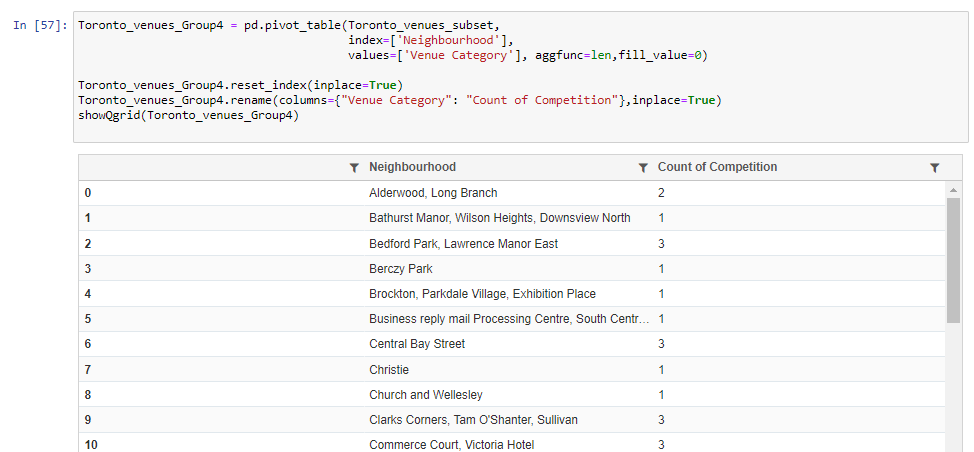 In [57]: Toronto_venues_Group4 = pd.pivot_table(Toronto_venues_subset,
index=['Neighbourhood'],
values=['Venue Category'], aggfunc=len,fill_value=0)
Toronto_venues_Group4.reset_index(inplace=True)
Toronto_venues_Group4.rename(columns={"Venue Category": "Count of Competition"},inplace=True)
showQgrid(Toronto_venues_Group4)
Neighbourhood Count of Competition
0 Alderwood, Long Branch 2
1 Bathurst Manor, Wilson Heights, Downsview North 1
2 Bedford Park, Lawrence Manor East 3
3 Berczy Park 1
4 Brockton, Parkdale Village, Exhibition Place 1
5 Business reply mail Processing Centre, South Centr... 1
6 Central Bay Street 3
7 Christie 1
8 Church and Wellesley 1
9 Clarks Corners, Tam O'Shanter, Sullivan 3
10 Commerce Court, Victoria Hotel 3